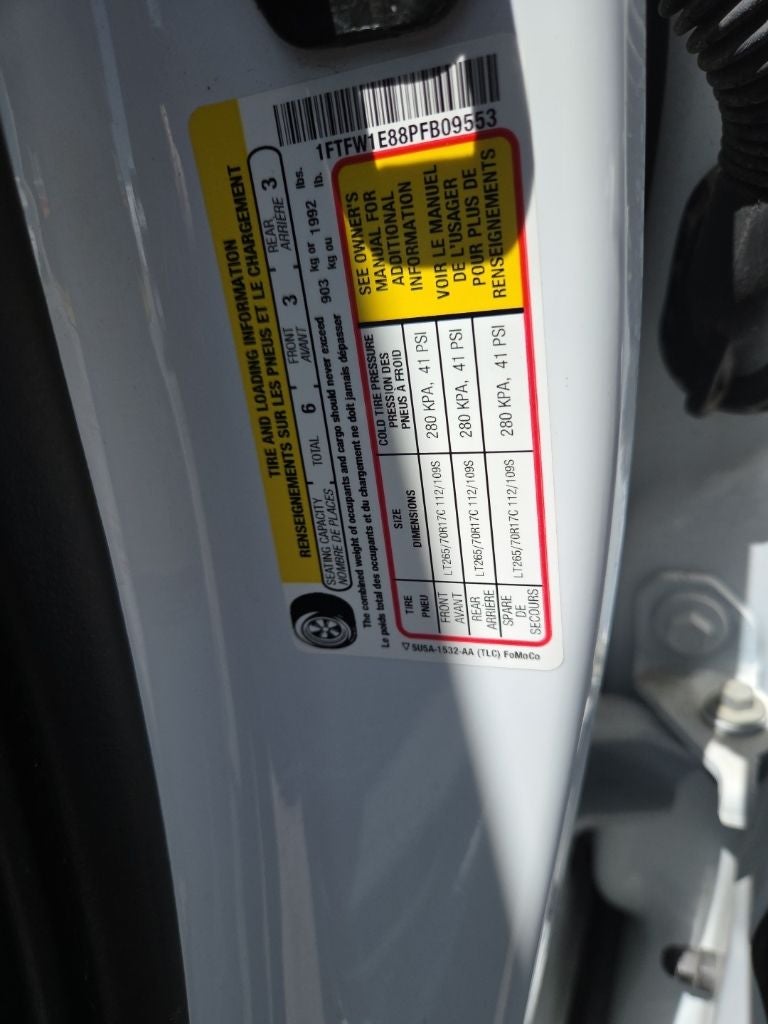 1FTFW1E88PFB09553
TIRE AND LOADING INFORMATION
RENSEIGNEMENTS SUR LES PNEUS ET LE CHARGEMENT
SEATING CAPACITY TOTAL 6 FRONT 3 REAR 3
NOMBRE DE PLACES AVANT ARRIÈRE
The combined weight of occupants and cargo should never exceed 903 kg or 1992 lbs.
Le poids total des occupants et du chargement ne doit jamais dépasser kg ou lb.
TIRE SIZE COLD TIRE PRESSURE
PNEU DIMENSIONS PRESSION DES
PNEUS À FROID
FRONT LT265/70R17C 112/109S 280 KPA, 41 PSI
AVANT
REAR LT265/70R17C 112/109S 280 KPA, 41 PSI
ARRIÈRE
SPARE LT265/70R17C 112/109S 280 KPA, 41 PSI
DE
SECOURS
SEE OWNER'S
MANUAL FOR
ADDITIONAL
INFORMATION
VOIR LE MANUEL
DE L'USAGER
POUR PLUS DE
RENSEIGNEMENTS
▽ 5U5A-1532-AA (TLC) FoMoCo